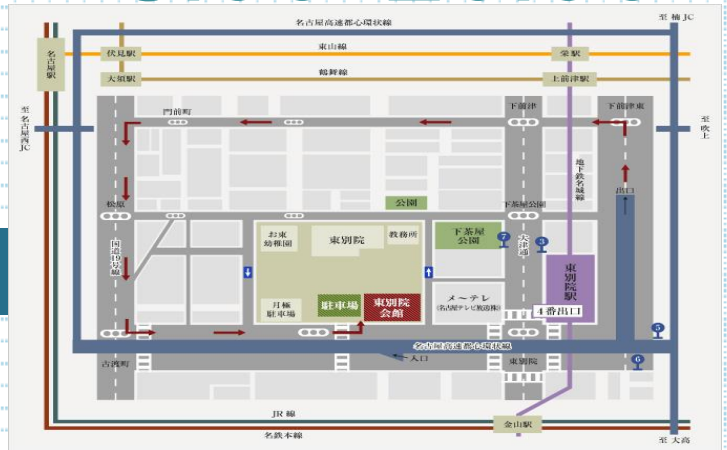 名古屋高速都心環状線
至 楠JC
東山線
名古屋駅
伏見駅
栄駅
鶴舞線
大須駅
上前津駅
至 名古屋西JC
門前町
下前津
下前津東
至 吹上
地下鉄名城線
出口
松原
公園
下茶屋公園
国道19号線
お東
幼稚園
東別院
教務所
下茶屋
公園
7
大津通
3
東別院駅
月極
駐車場
駐車場
東別院
会館
メ〜テレ
(名古屋テレビ放送㈱)
4番出口
5
名古屋高速都心環状線
古渡町
入口
東別院
6
JR線
金山駅
名鉄本線
至 大高